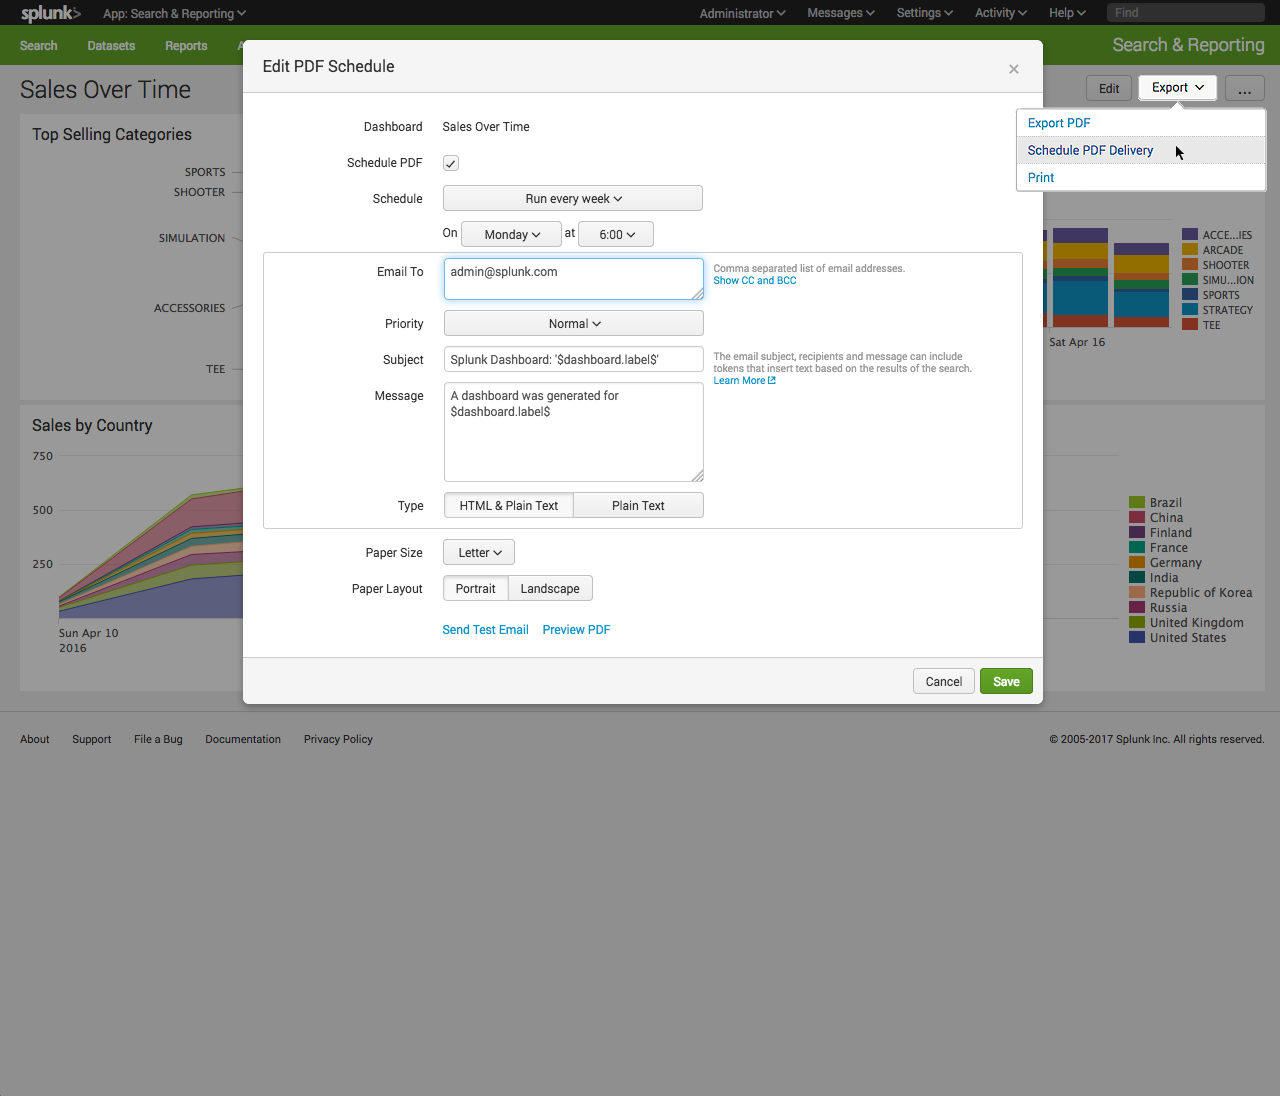 splunk> App: Search & Reporting Administrator Messages Settings Activity Help Find
Search Datasets Reports A Search & Reporting
Sales Over Time Edit Export ...
Export PDF
Schedule PDF Delivery
Print
Edit PDF Schedule ×
Dashboard Sales Over Time
Schedule PDF
Schedule Run every week
On Monday at 6:00
Email To admin@splunk.com Comma separated list of email addresses.
Show CC and BCC
Priority Normal
Subject Splunk Dashboard: '$dashboard.label$' The email subject, recipients and message can include
tokens that insert text based on the results of the search.
Learn More
Message A dashboard was generated for
$dashboard.label$
Type HTML & Plain Text Plain Text
Paper Size Letter
Paper Layout Portrait Landscape
Send Test Email Preview PDF
Cancel Save
Top Selling Categories
SPORTS
SHOOTER
SIMULATION
ACCESSORIES
TEE
ACCE...IES
ARCADE
SHOOTER
SIMU...ION
SPORTS
STRATEGY
TEE
Sat Apr 16
Sales by Country
750
500
250
Sun Apr 10
2016
Brazil
China
Finland
France
Germany
India
Republic of Korea
Russia
United Kingdom
United States
About Support File a Bug Documentation Privacy Policy © 2005-2017 Splunk Inc. All rights reserved.